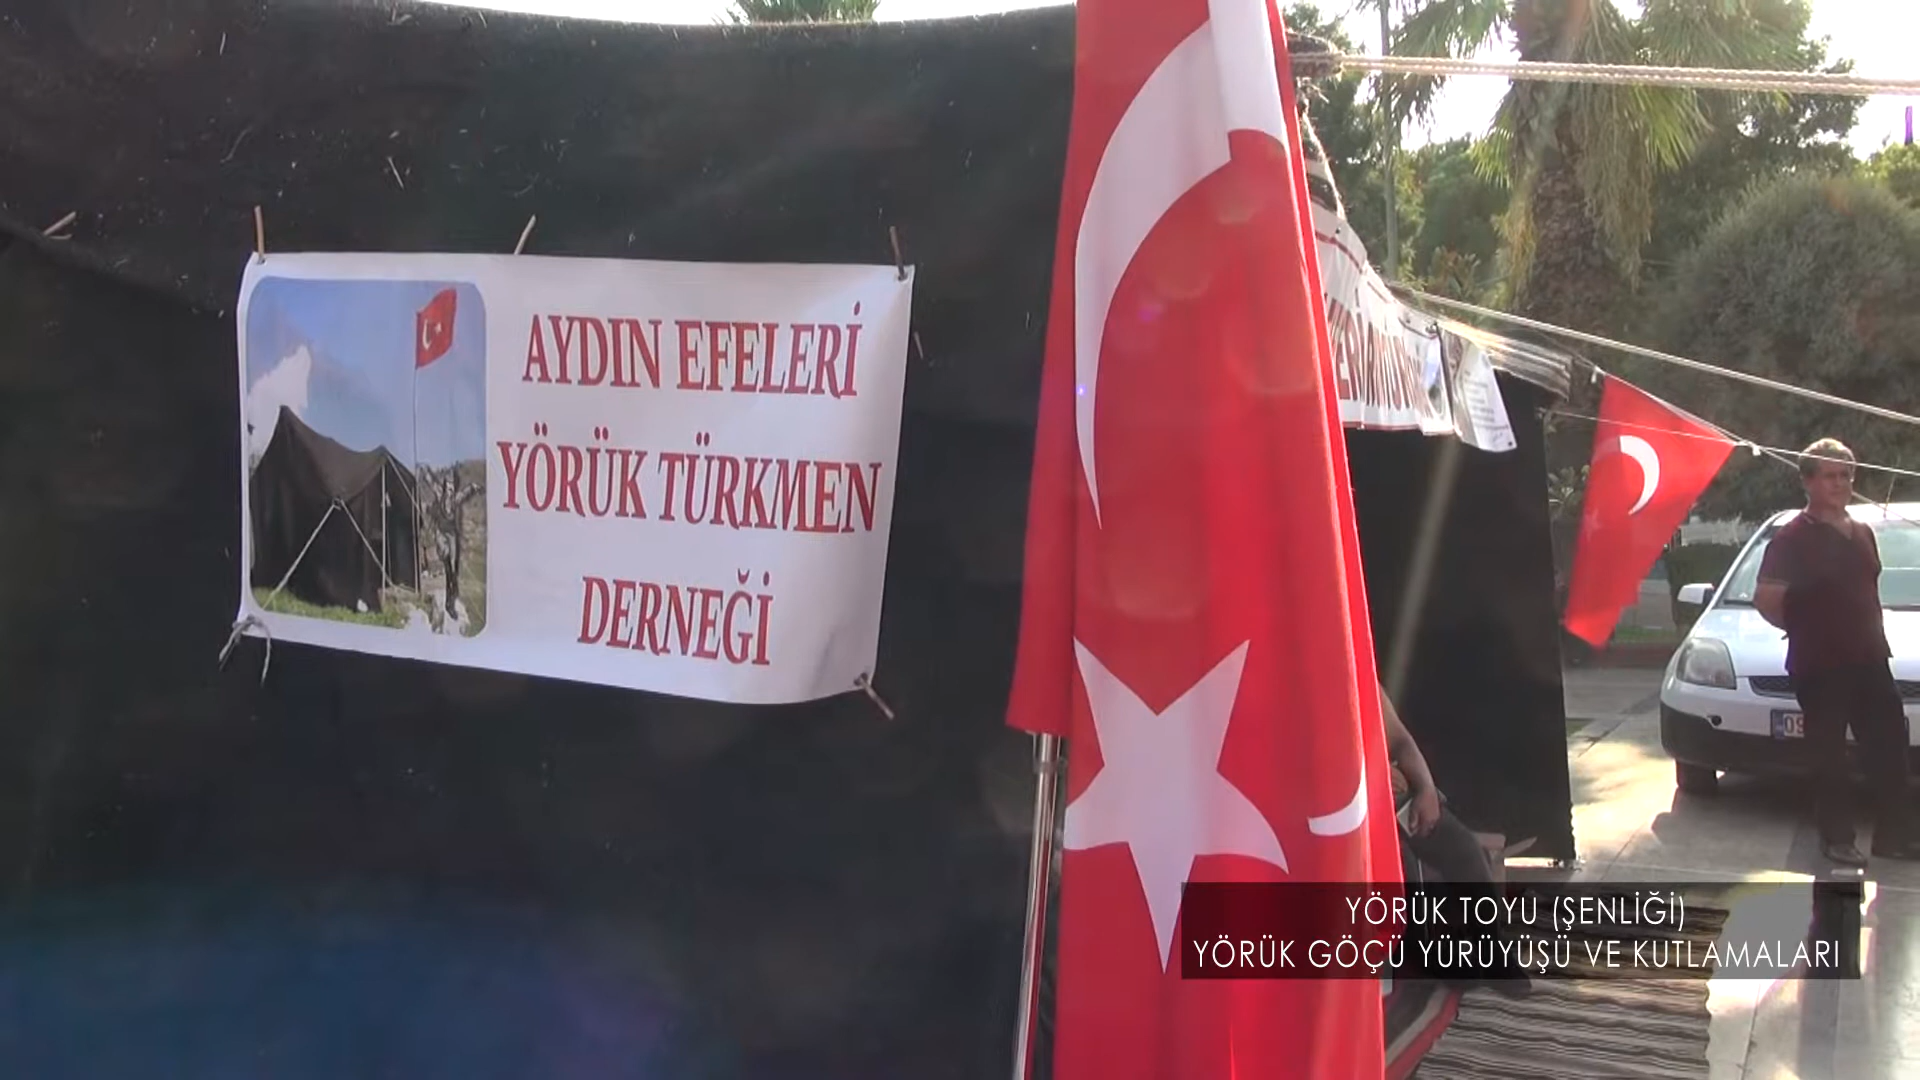 AYDIN EFELERİ
YÖRÜK TÜRKMEN
DERNEĞİ
YÖRÜK TOYU (ŞENLİĞİ)
YÖRÜK GÖÇÜ YÜRÜYÜŞÜ VE KUTLAMALARI